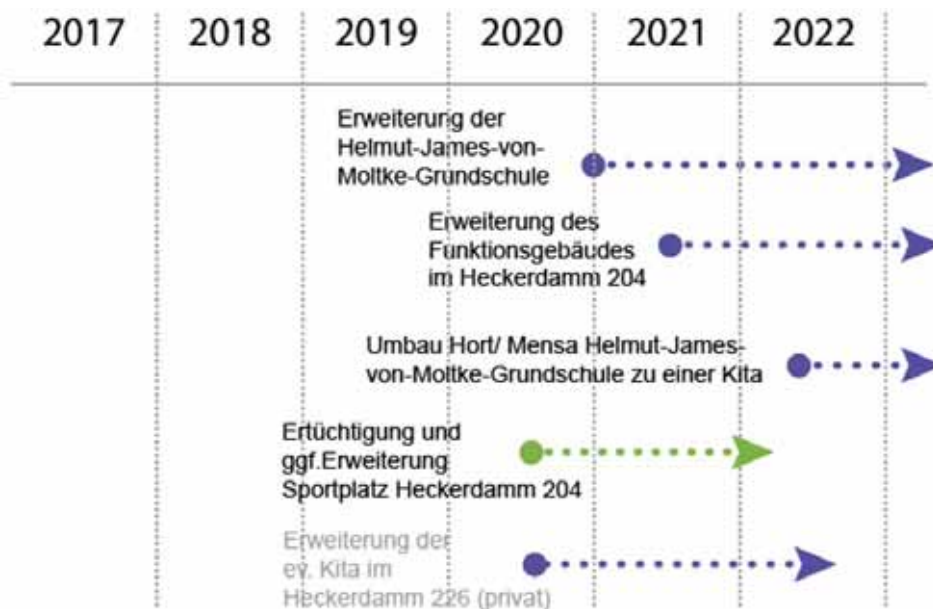 2017 2018 2019 2020 2021 2022
Erweiterung der
Helmut-James-von-
Moltke-Grundschule
Erweiterung des
Funktionsgebäudes
im Heckerdamm 204
Umbau Hort/ Mensa Helmut-James-
von-Moltke-Grundschule zu einer Kita
Ertüchtigung und
ggf.Erweiterung
Sportplatz Heckerdamm 204
Erweiterung der
ev. Kita im
Heckerdamm 226 (privat)